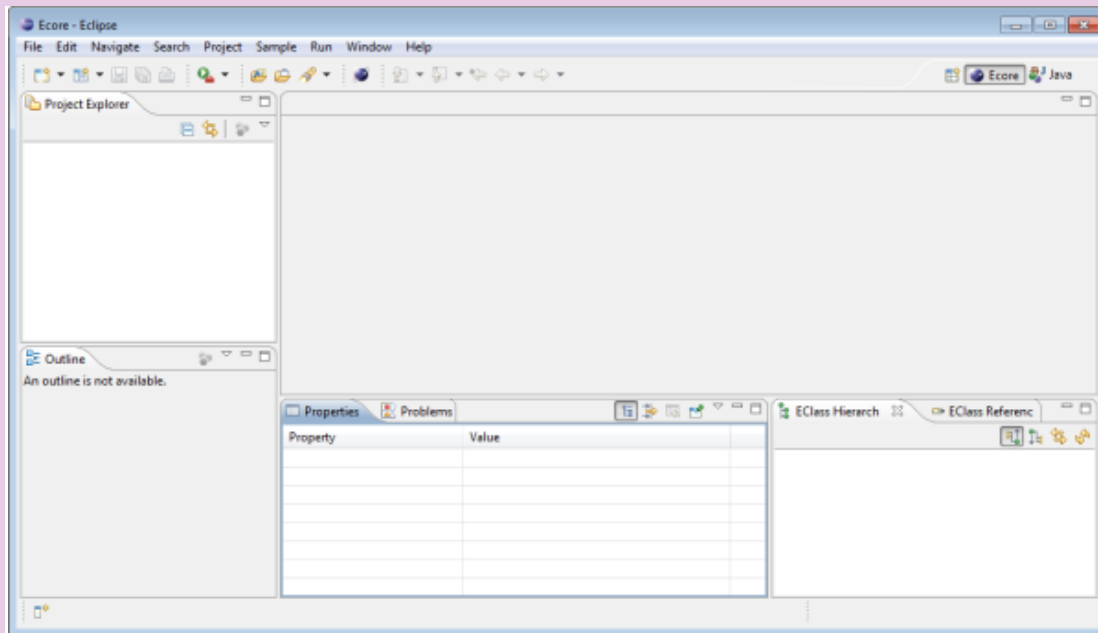 Ecore - Eclipse
File Edit Navigate Search Project Sample Run Window Help
Ecore Java
Project Explorer
Outline
An outline is not available.
Properties Problems
Property Value
EClass Hierarch EClass Referenc